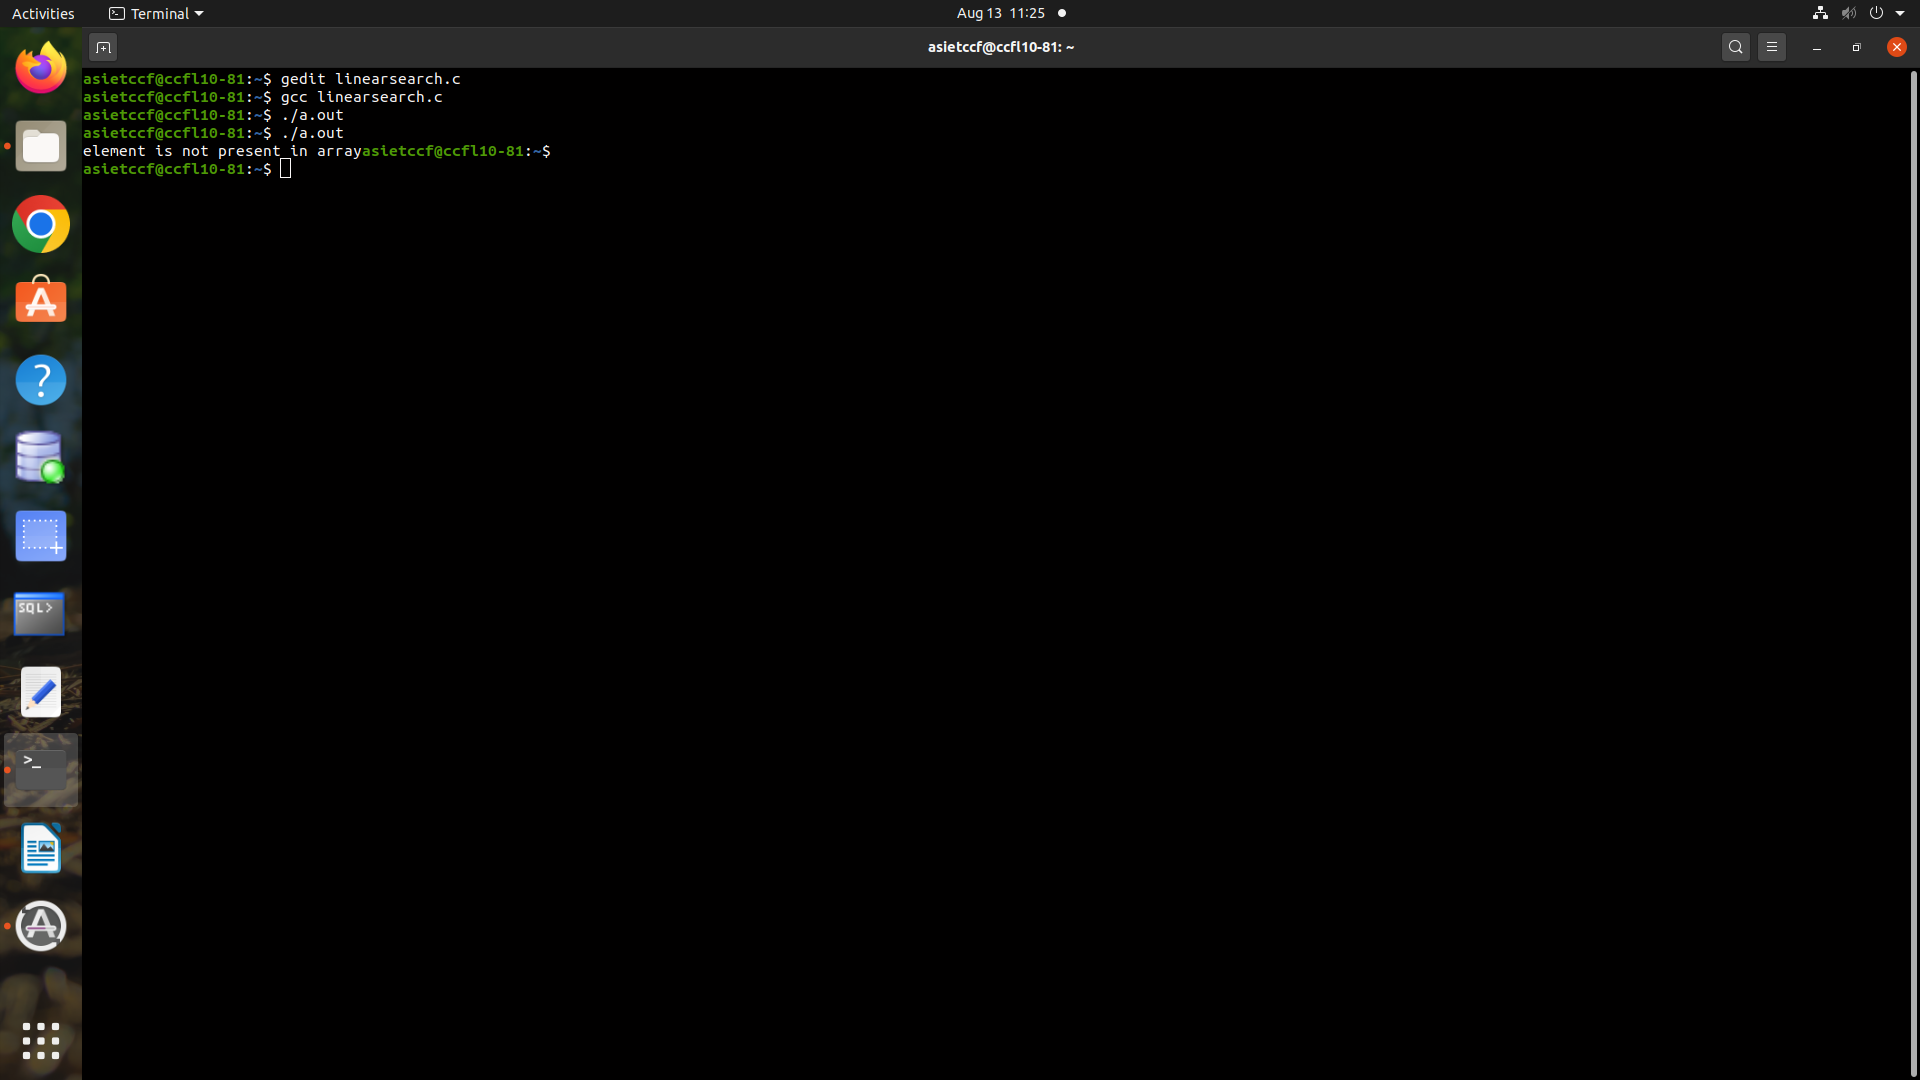 Activities Terminal Aug 13 11:25
asietccf@ccfl10-81: ~
asietccf@ccfl10-81:~$ gedit linearsearch.c
asietccf@ccfl10-81:~$ gcc linearsearch.c
asietccf@ccfl10-81:~$ ./a.out
asietccf@ccfl10-81:~$ ./a.out
element is not present in arrayasietccf@ccfl10-81:~$
asietccf@ccfl10-81:~$
?
SQL>
>_